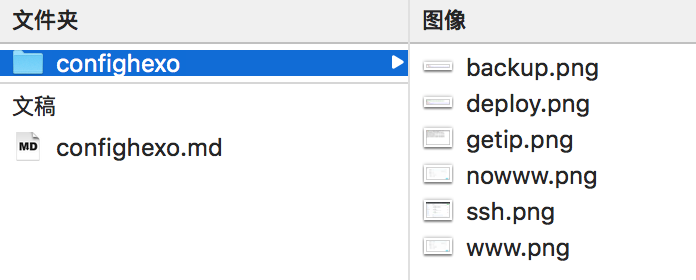 文件夹
confighexo
文稿
MD
confighexo.md
图像
backup.png
deploy.png
getip.png
nowww.png
ssh.png
www.png